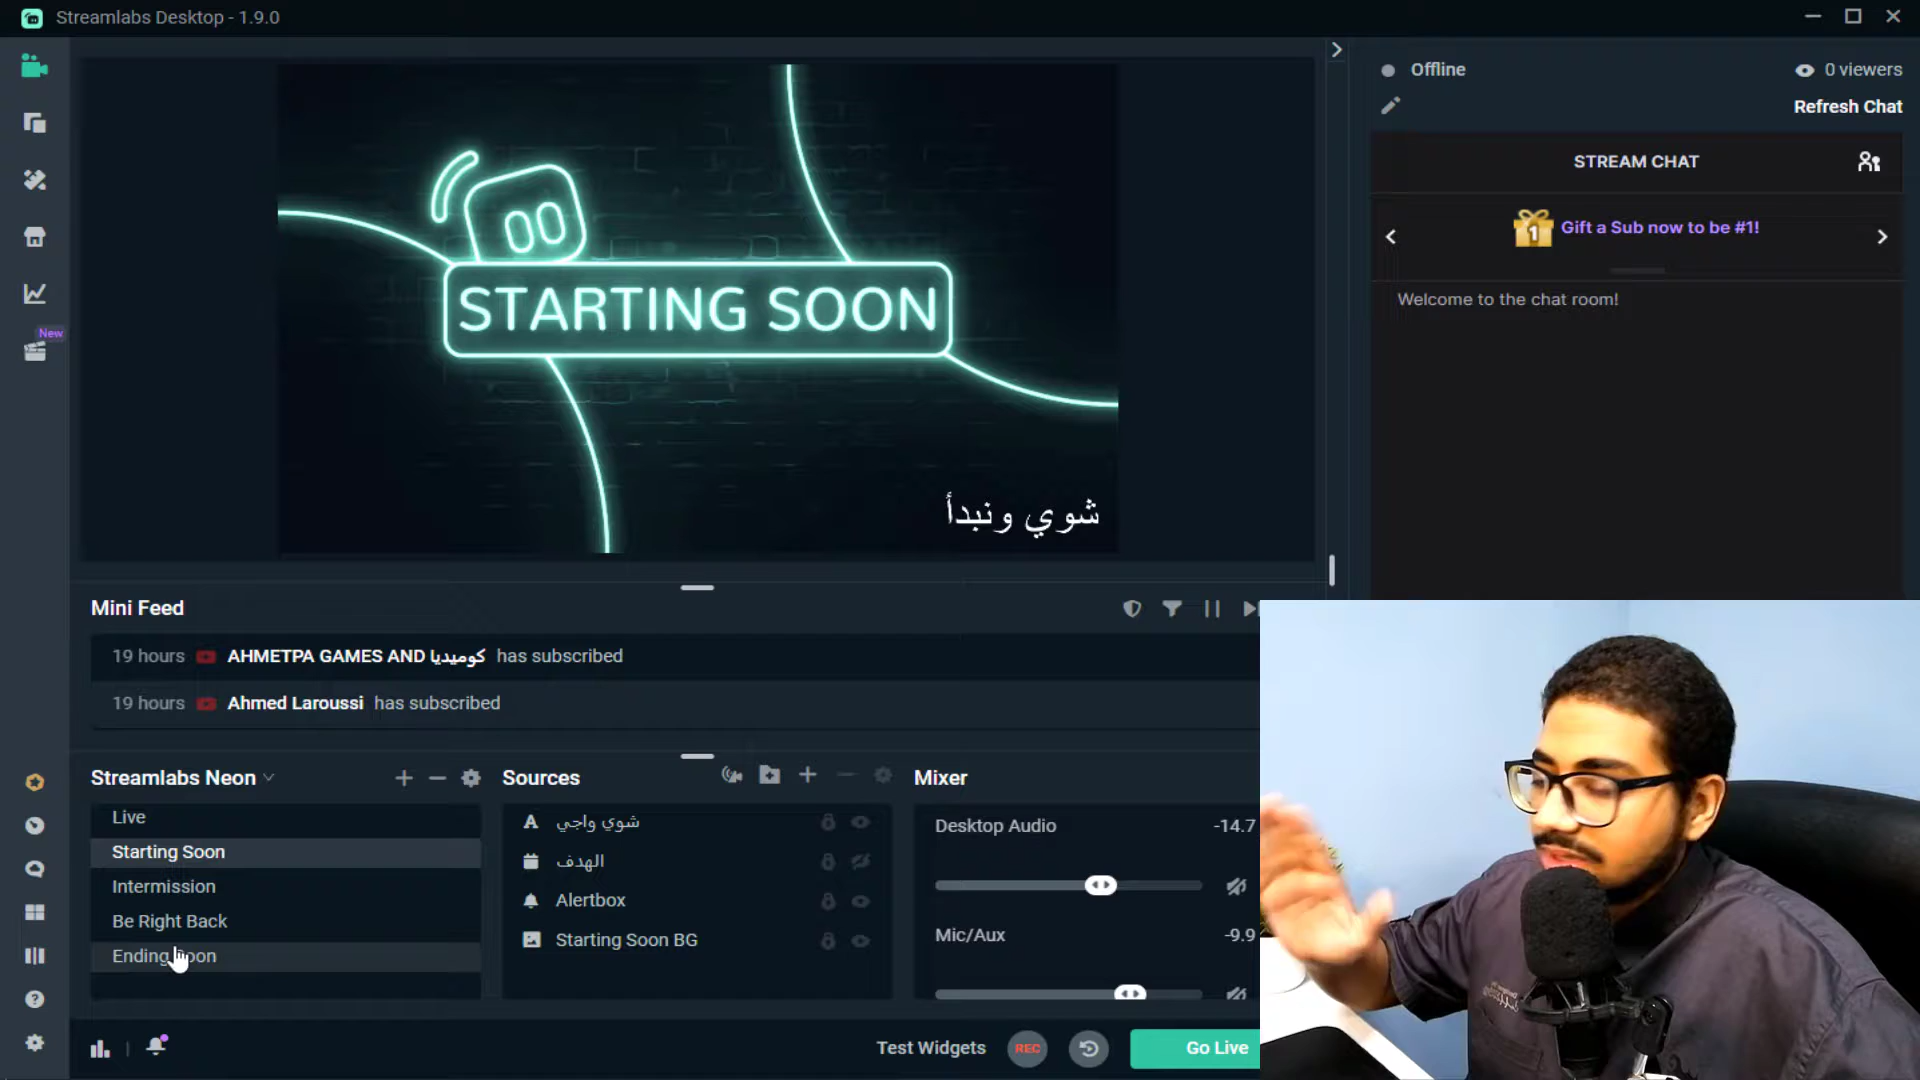 Streamlabs Desktop - 1.9.0
Offline
0 viewers
Refresh Chat
STREAM CHAT
1
Gift a Sub now to be #1!
Welcome to the chat room!
New
STARTING SOON
شوي ونبدأ
Mini Feed
19 hours AHMETPA GAMES AND كوميديا has subscribed
19 hours Ahmed Laroussi has subscribed
Streamlabs Neon
Live
Starting Soon
Intermission
Be Right Back
Ending Soon
Sources
شوي واجي
الهدف
Alertbox
Starting Soon BG
Mixer
Desktop Audio -14.7
Mic/Aux -9.9
Test Widgets
REC
Go Live